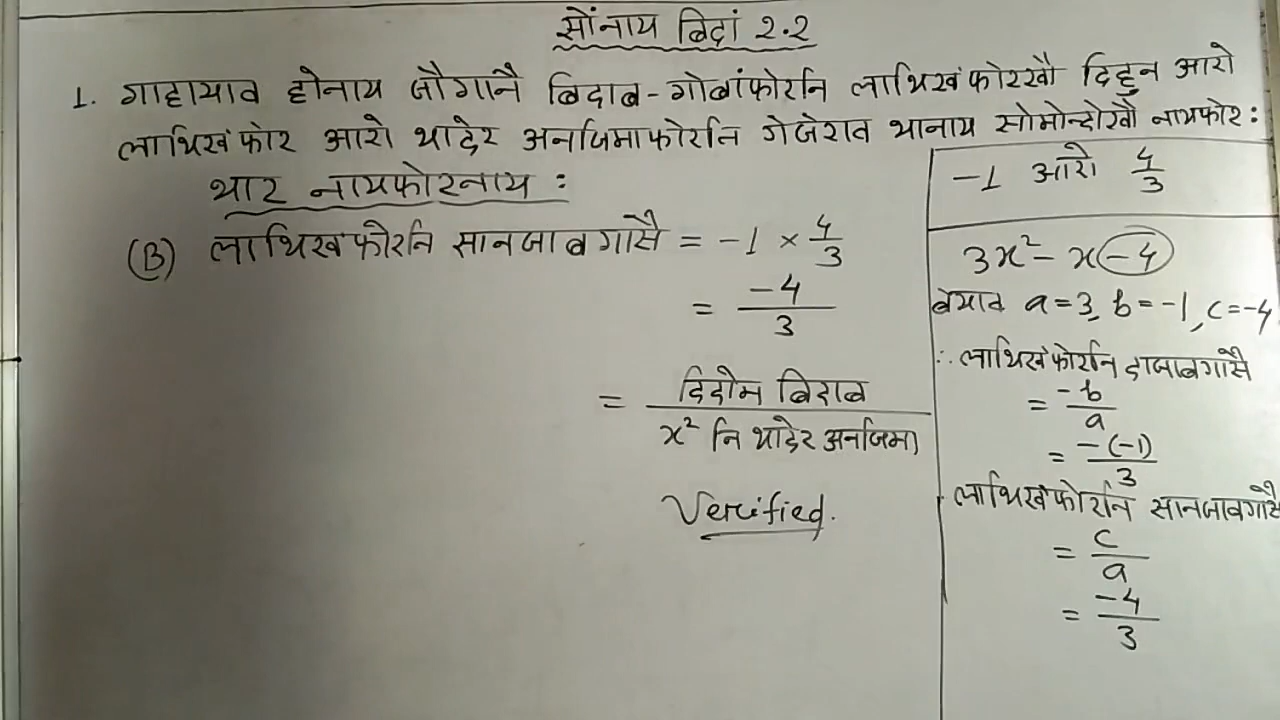 सोंनाय बिदां 2.2
1. गाहायाव होनाय जौगानै बिदाब-गोबांफोरनि लाथिखंफोरखौ दिहुन आरो
लाथिखंफोर आरो थादेर अनजिमाफोरनि गेजेराव थानाय सोमोन्दोखौ नायफोर:
थार नायफोरनाय :
(B) लाथिखंफोरनि सानजाबगासै = -1 × 4/3
= -4/3
= दिदोम बिदाब / x² नि थादेर अनजिमा
Verified.
-1 आरो 4/3
3x² - x - 4
बेयाव a=3, b=-1, c=-4
∴ लाथिखंफोरनि दाजाबगासै
= -b/a
= -(-1)/3
लाथिखंफोरनि सानजाबगासै
= c/a
= -4/3